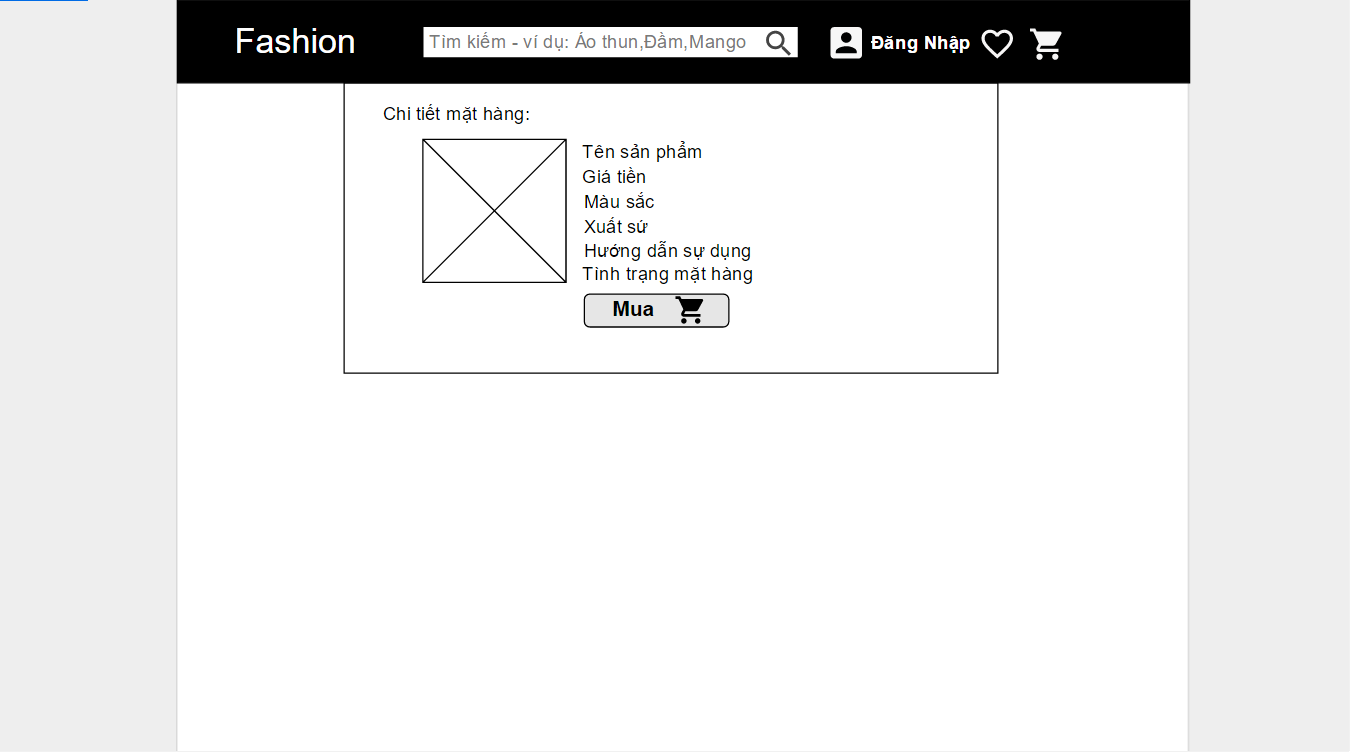 Fashion
Tìm kiếm - ví dụ: Áo thun,Đầm,Mango
Đăng Nhập
Chi tiết mặt hàng:
Tên sản phẩm
Giá tiền
Màu sắc
Xuất sứ
Hướng dẫn sự dụng
Tình trạng mặt hàng
Mua